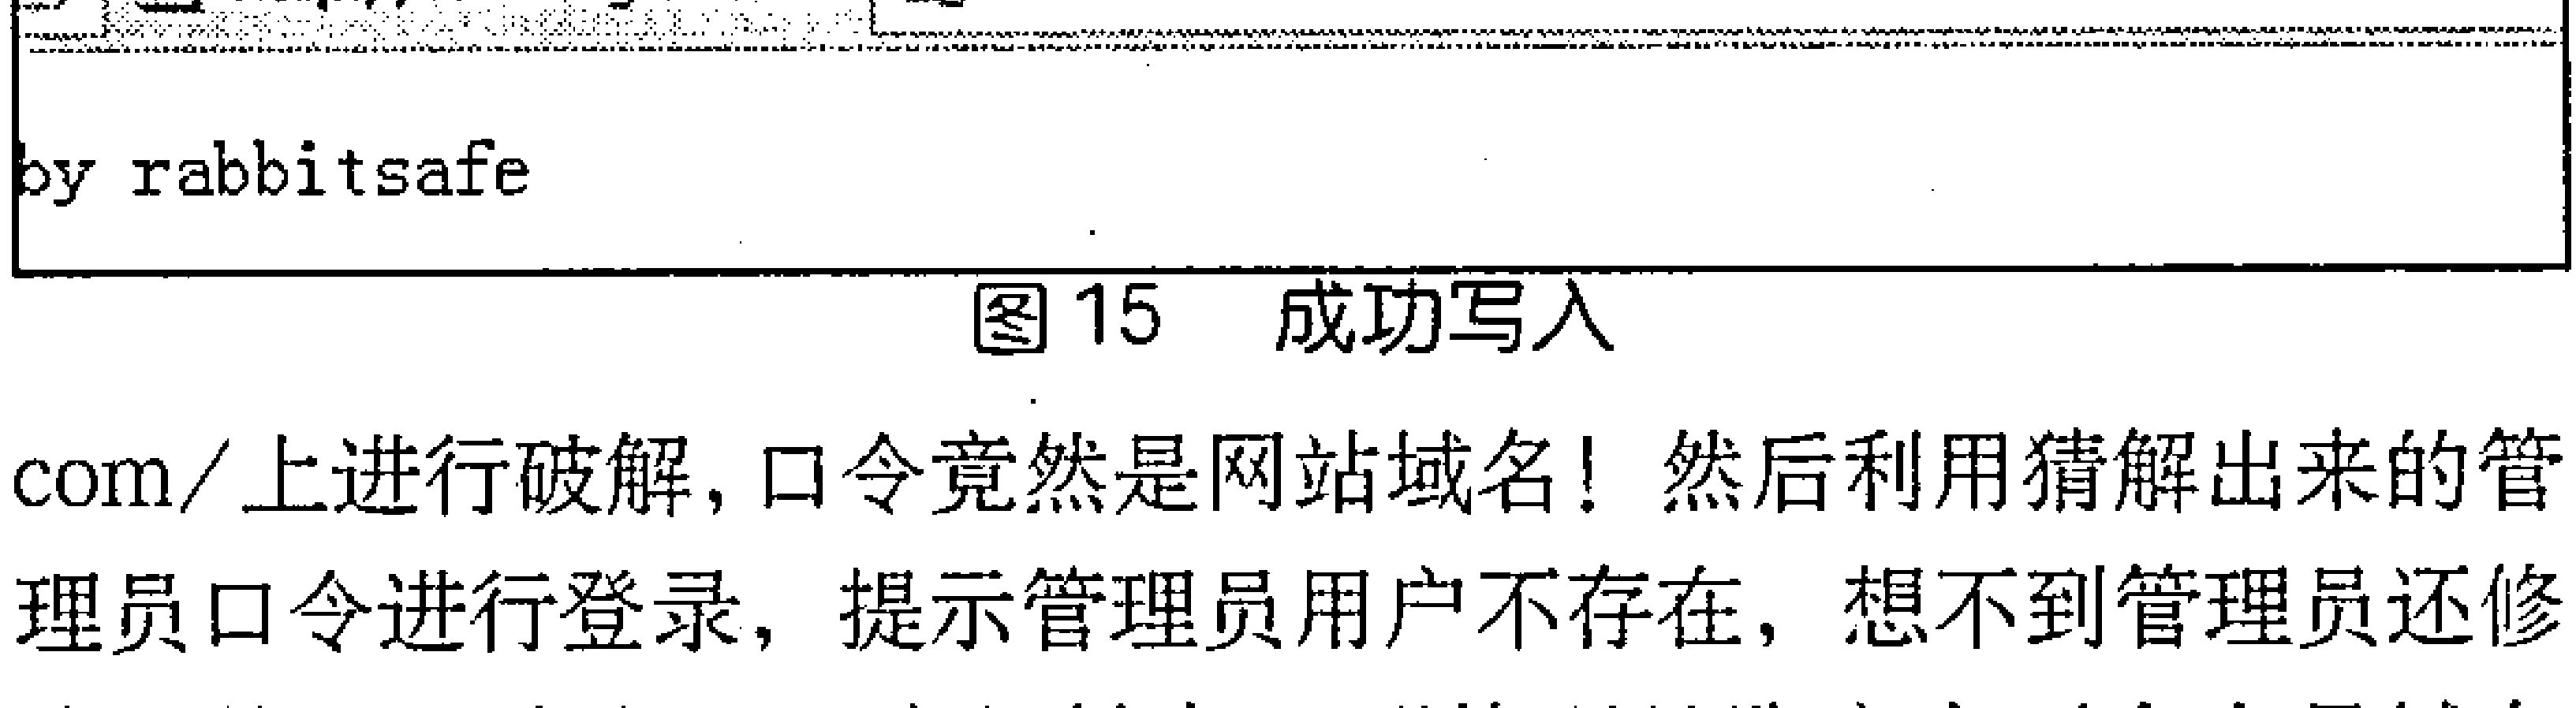 by rabbitsafe
图 15 成功写入
com/上进行破解,口令竟然是网站域名!然后利用猜解出来的管
理员口令进行登录,提示管理员用户不存在,想不到管理员还修